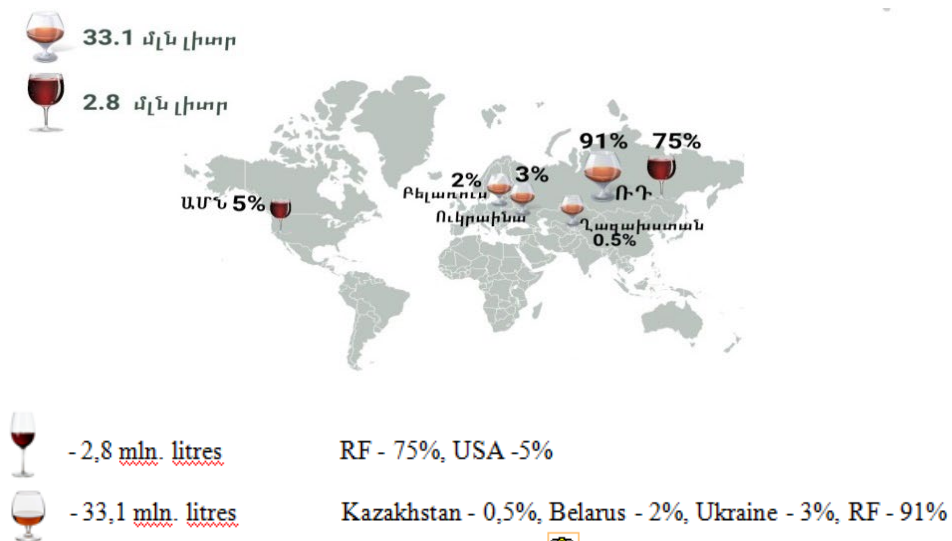 33.1 մլն լիտր
2.8 մլն լիտր
91% 75%
2% 3%
Բելառուս
ՌԴ
ԱՄՆ 5%
Ուկրաինա
Ղազախստան
0.5%
- 2,8 mln. litres RF - 75%, USA -5%
- 33,1 mln. litres Kazakhstan - 0,5%, Belarus - 2%, Ukraine - 3%, RF - 91%